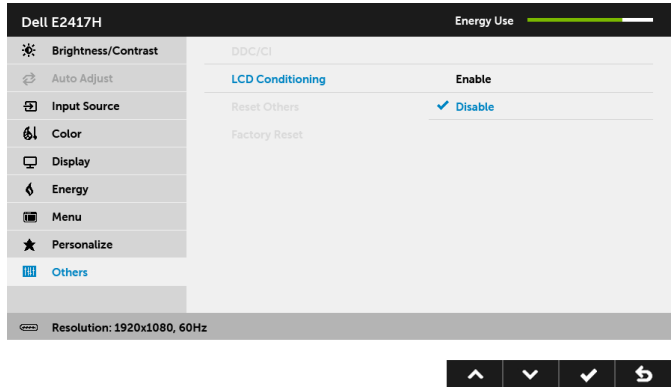 Dell E2417H Energy Use
Brightness/Contrast DDC/CI
Auto Adjust LCD Conditioning Enable
Input Source Reset Others Disable
Color Factory Reset
Display
Energy
Menu
Personalize
Others
Resolution: 1920x1080, 60Hz